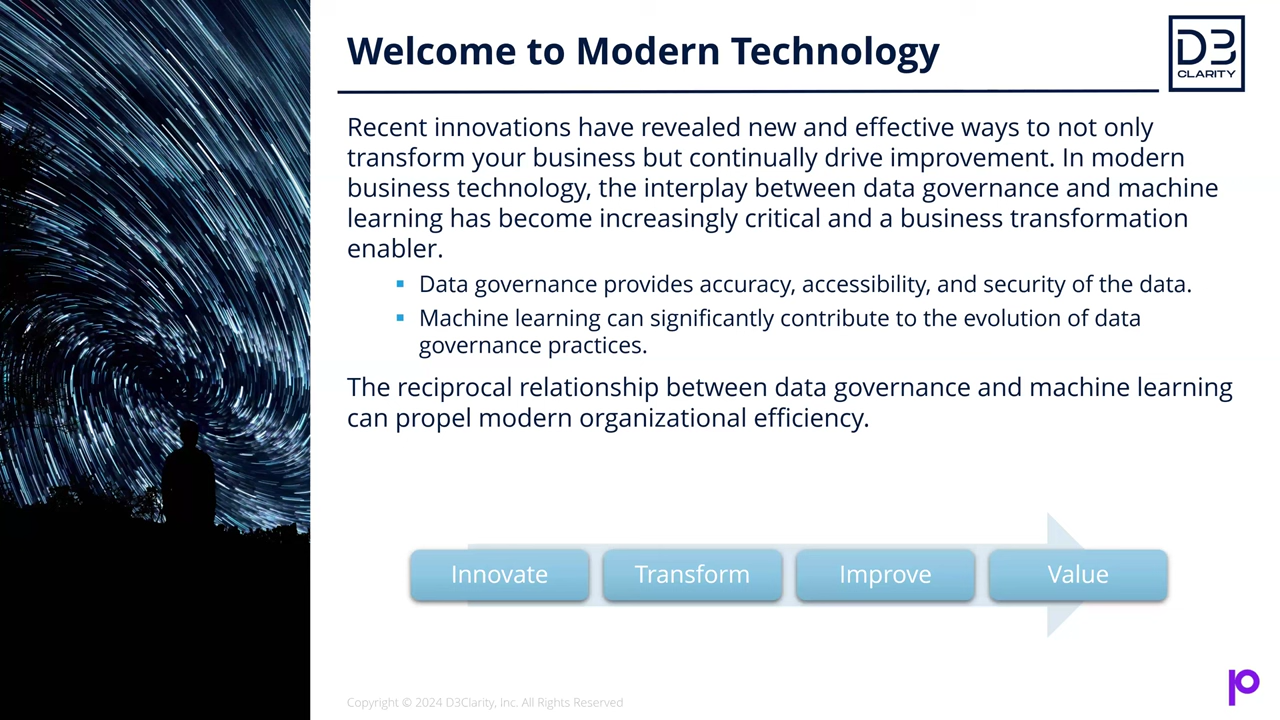 Welcome to Modern Technology
D3
CLARITY
Recent innovations have revealed new and effective ways to not only
transform your business but continually drive improvement. In modern
business technology, the interplay between data governance and machine
learning has become increasingly critical and a business transformation
enabler.
▪ Data governance provides accuracy, accessibility, and security of the data.
▪ Machine learning can significantly contribute to the evolution of data
governance practices.
The reciprocal relationship between data governance and machine learning
can propel modern organizational efficiency.
Innovate
Transform
Improve
Value
Copyright © 2024 D3Clarity, Inc. All Rights Reserved